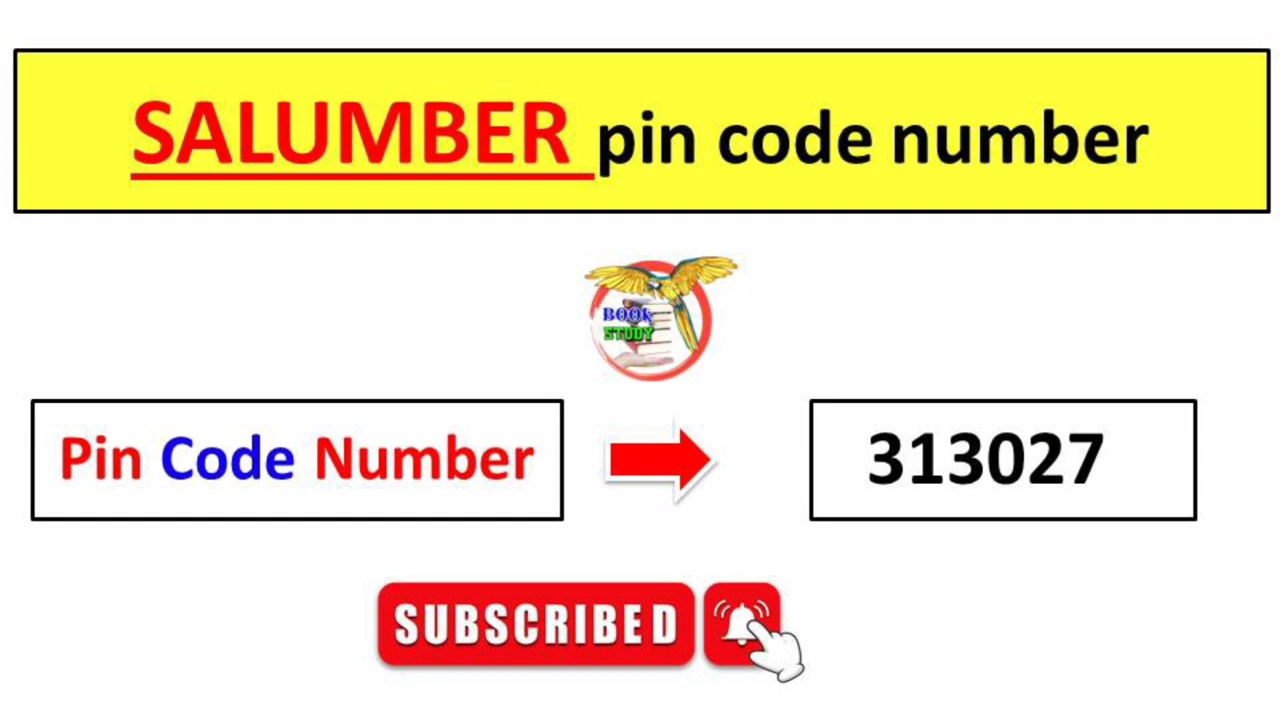 SALUMBER pin code number
BOOK
STUDY
Pin Code Number
313027
SUBSCRIBED